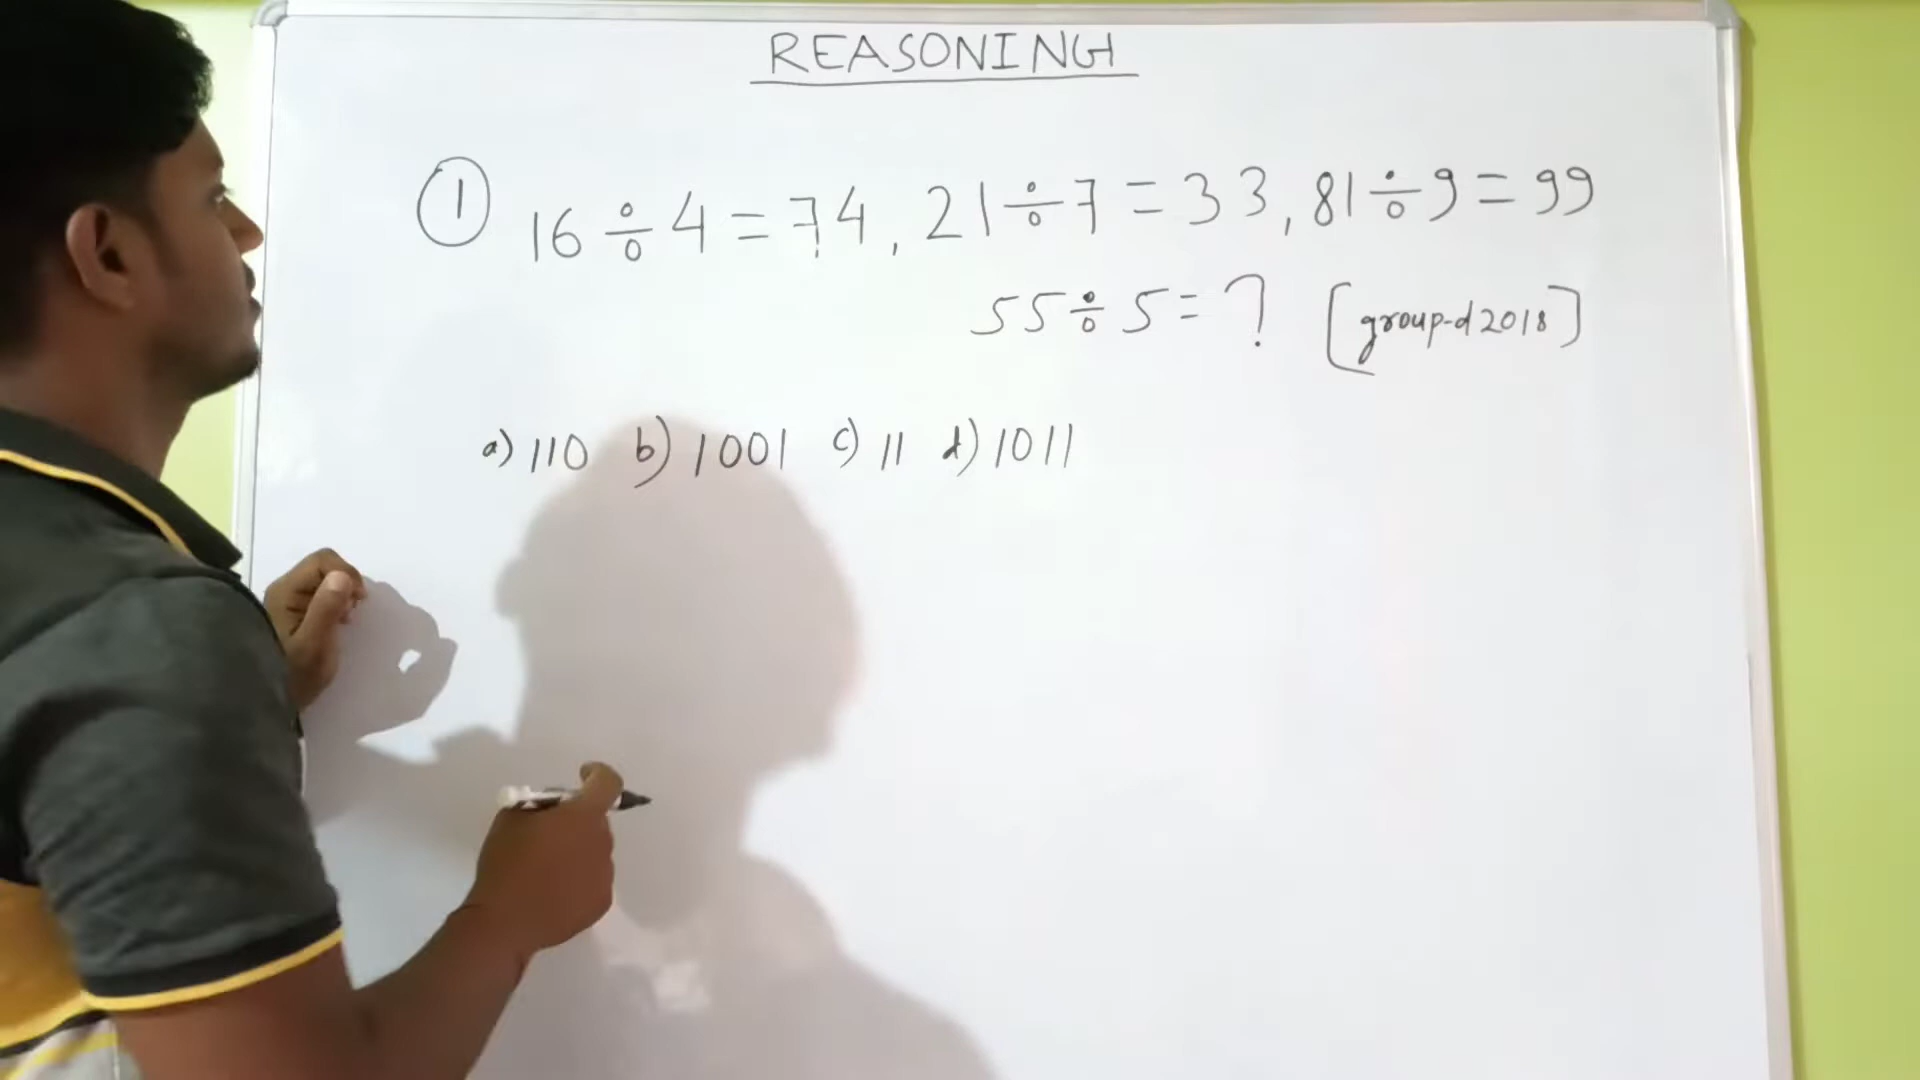 REASONING
① 16÷4=74, 21÷7=33, 81÷9=99
55÷5=? [group-d 2018]
a) 110 b) 1001 c) 11 d) 1011